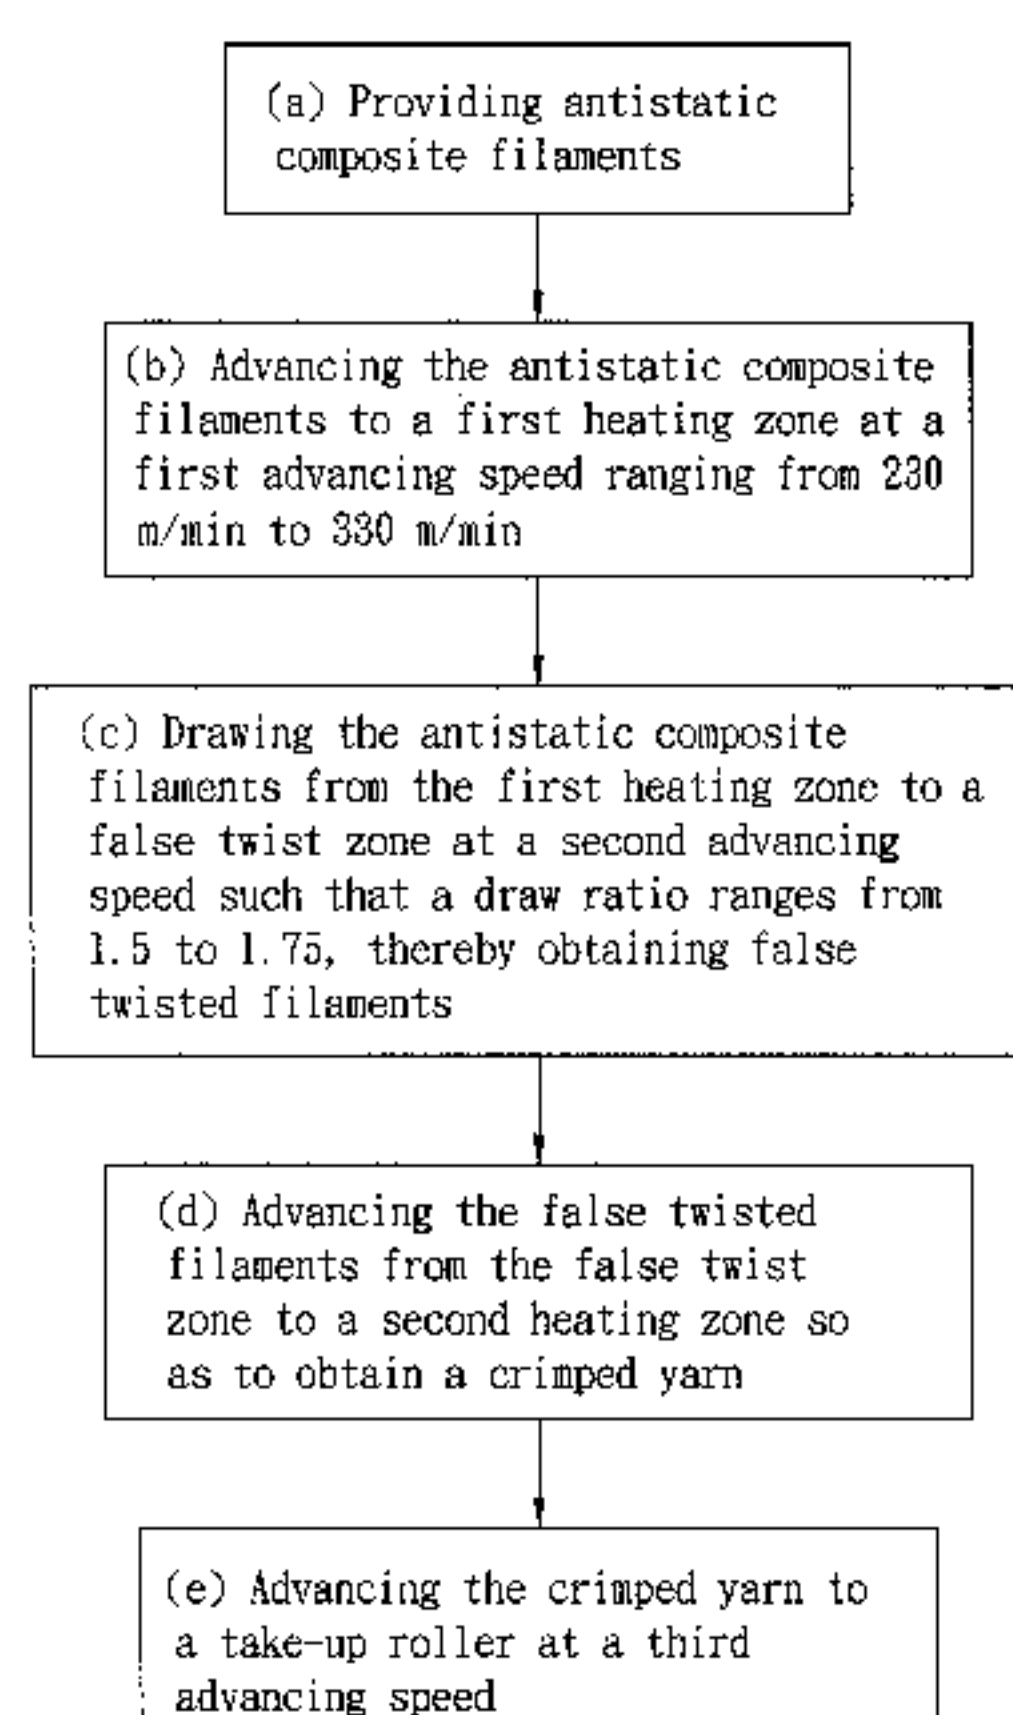 (a) Providing antistatic
composite filaments
(b) Advancing the antistatic composite
filaments to a first heating zone at a
first advancing speed ranging from 230
m/min to 330 m/min
(c) Drawing the antistatic composite
filaments from the first heating zone to a
false twist zone at a second advancing
speed such that a draw ratio ranges from
1.5 to 1.75, thereby obtaining false
twisted filaments
(d) Advancing the false twisted
filaments from the false twist
zone to a second heating zone so
as to obtain a crimped yarn
(e) Advancing the crimped yarn to
a take-up roller at a third
advancing speed